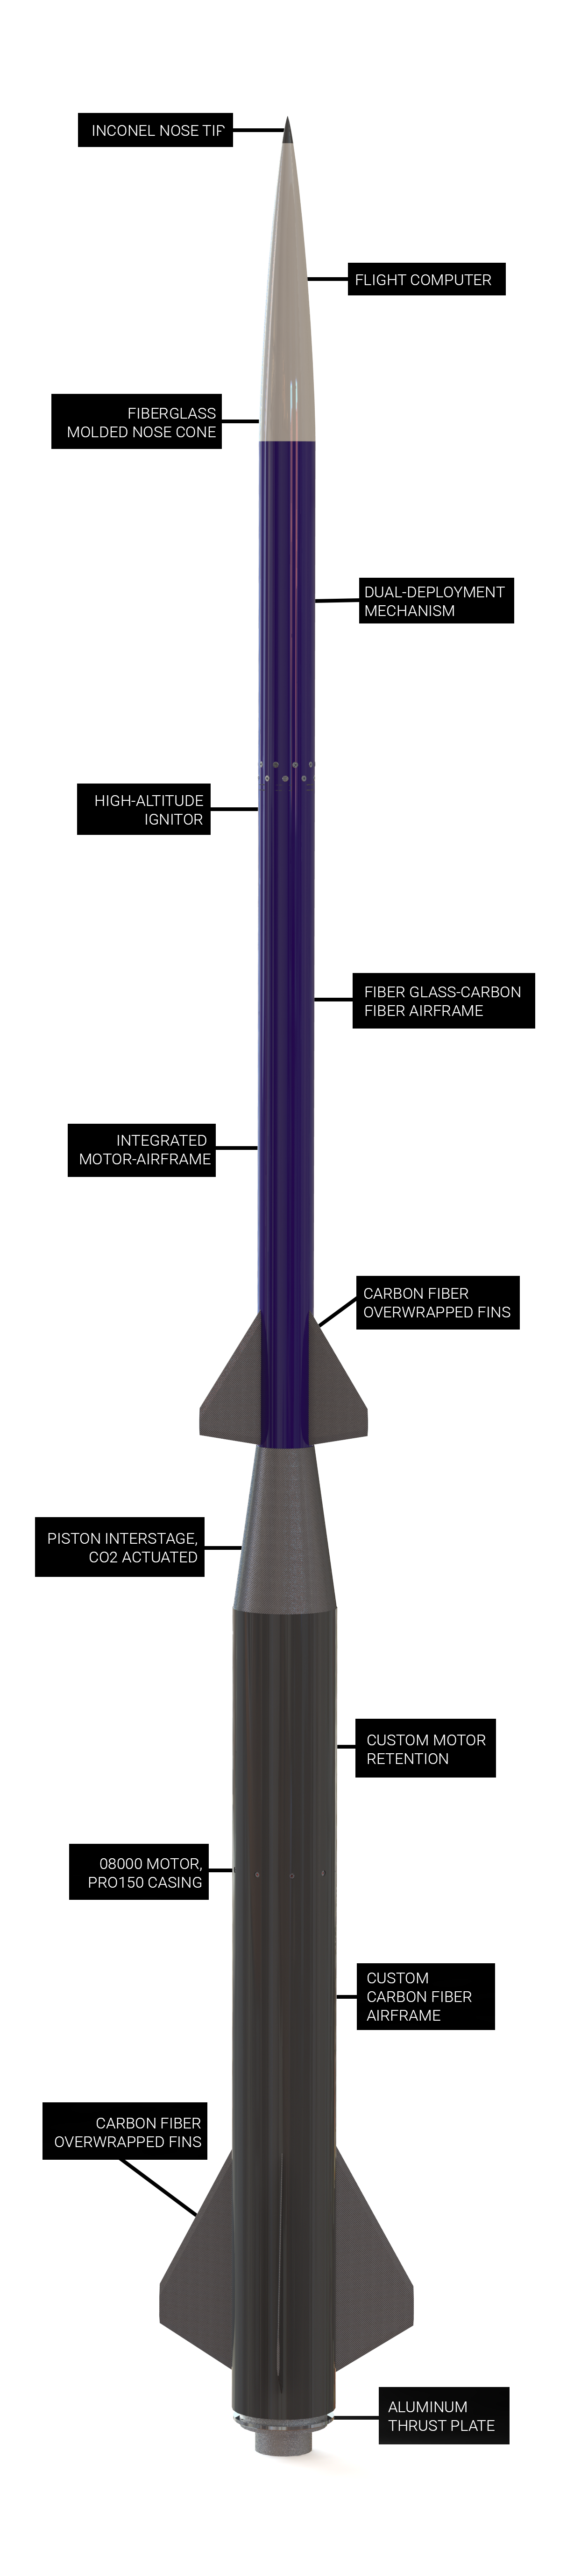 INCONEL NOSE TIP
FLIGHT COMPUTER
FIBERGLASS
MOLDED NOSE CONE
DUAL-DEPLOYMENT
MECHANISM
HIGH-ALTITUDE
IGNITOR
FIBER GLASS-CARBON
FIBER AIRFRAME
INTEGRATED
MOTOR-AIRFRAME
CARBON FIBER
OVERWRAPPED FINS
PISTON INTERSTAGE,
CO2 ACTUATED
CUSTOM MOTOR
RETENTION
08000 MOTOR,
PRO150 CASING
CUSTOM
CARBON FIBER
AIRFRAME
CARBON FIBER
OVERWRAPPED FINS
ALUMINUM
THRUST PLATE